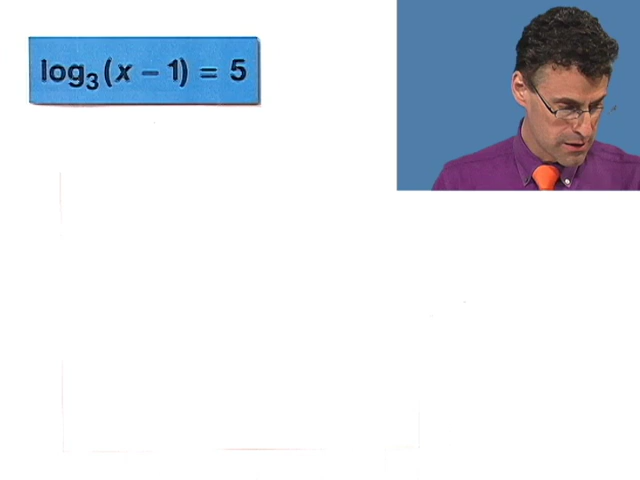 log₃(x – 1) = 5